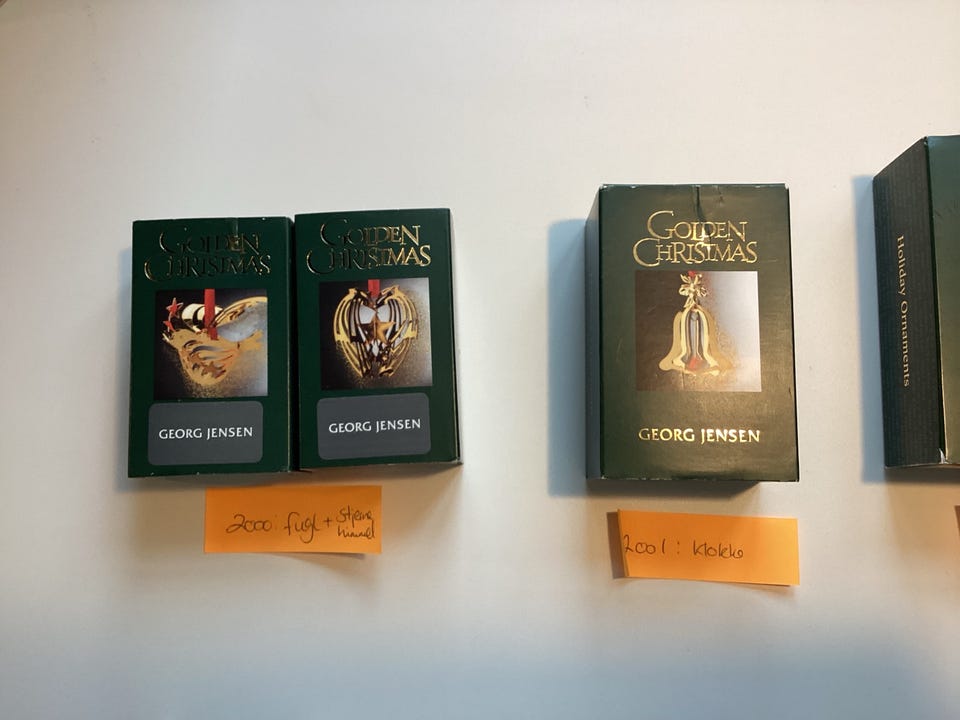 GOLDEN
CHRISTMAS
GEORG JENSEN
GOLDEN
CHRISTMAS
GEORG JENSEN
2000: fugl + Stjerne
himmel
GOLDEN
CHRISTMAS
GEORG JENSEN
2001: klokke
Holiday Ornaments